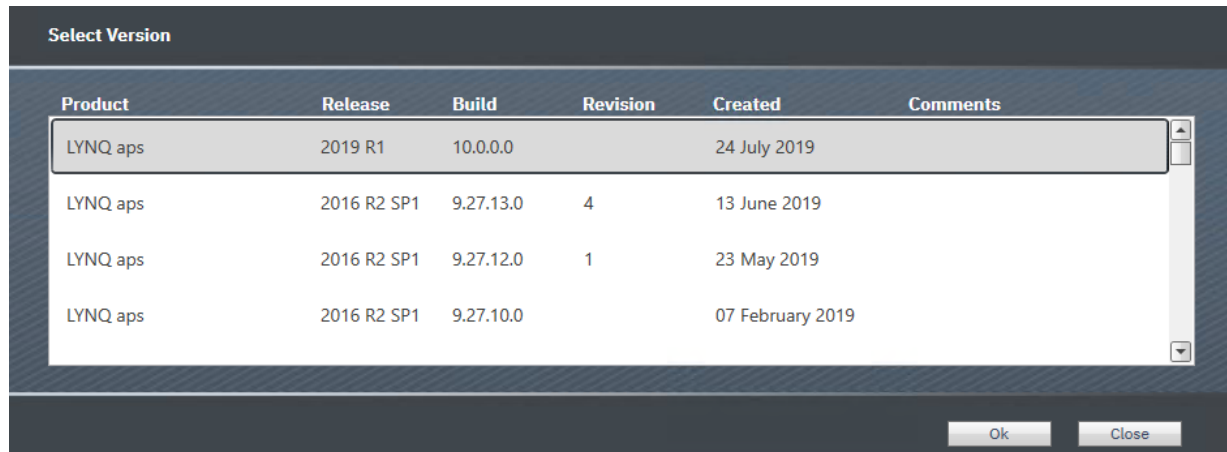 Select Version
Product Release Build Revision Created Comments
LYNQ aps 2019 R1 10.0.0.0 24 July 2019
LYNQ aps 2016 R2 SP1 9.27.13.0 4 13 June 2019
LYNQ aps 2016 R2 SP1 9.27.12.0 1 23 May 2019
LYNQ aps 2016 R2 SP1 9.27.10.0 07 February 2019
Ok Close